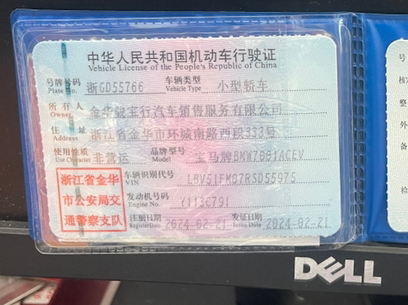 中华人民共和国机动车行驶证
Vehicle License of the People's Republic of China
号牌号码 浙GD55766 车辆类型 小型轿车
Plate No. Vehicle Type
所有人 金华骏宝行汽车销售服务有限公司
Owner
住址 浙江省金华市环城南路西段333号
Address
使用性质 非营运 品牌型号 宝马牌BMW7001ACEV
Use Character Model
浙江省金华
市公安局交
通警察支队
车辆识别代号
VIN
发动机号码
Engine No.
注册日期 2024-02-21 发证日期 2024-02-21
Register Date Issue Date
DELL